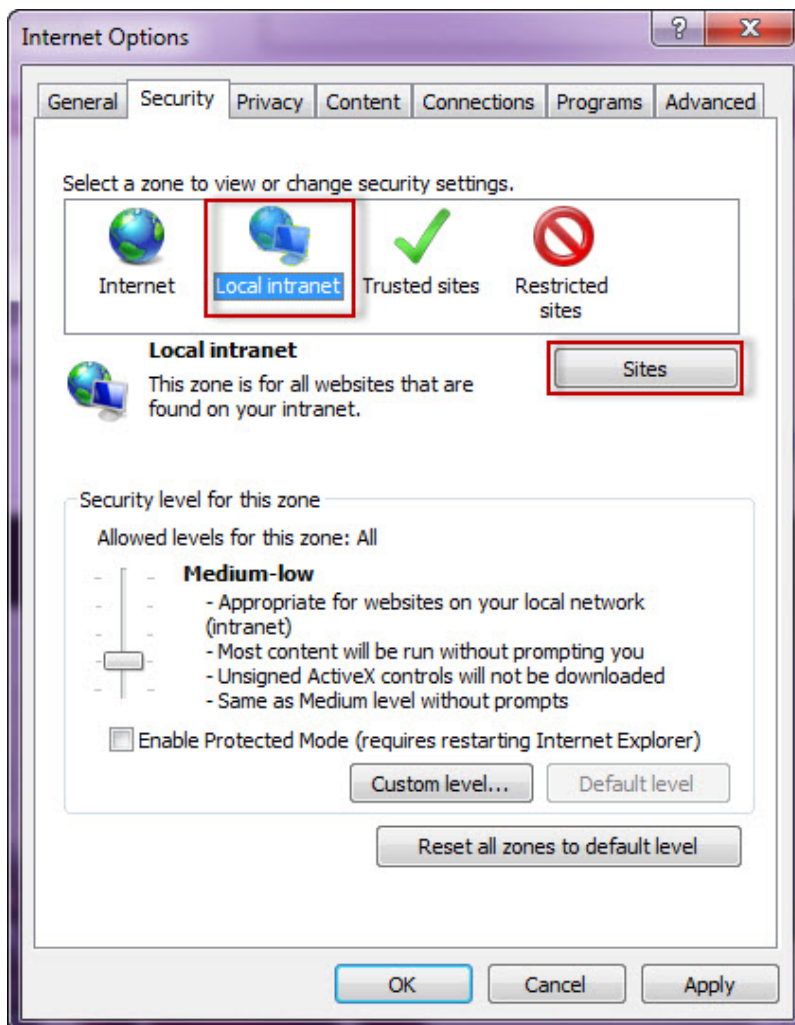 Internet Options
General Security Privacy Content Connections Programs Advanced
Select a zone to view or change security settings.
Internet Local intranet Trusted sites Restricted
sites
Local intranet
Sites
This zone is for all websites that are
found on your intranet.
Security level for this zone
Allowed levels for this zone: All
Medium-low
- Appropriate for websites on your local network
(intranet)
- Most content will be run without prompting you
- Unsigned ActiveX controls will not be downloaded
- Same as Medium level without prompts
Enable Protected Mode (requires restarting Internet Explorer)
Custom level... Default level
Reset all zones to default level
OK Cancel Apply